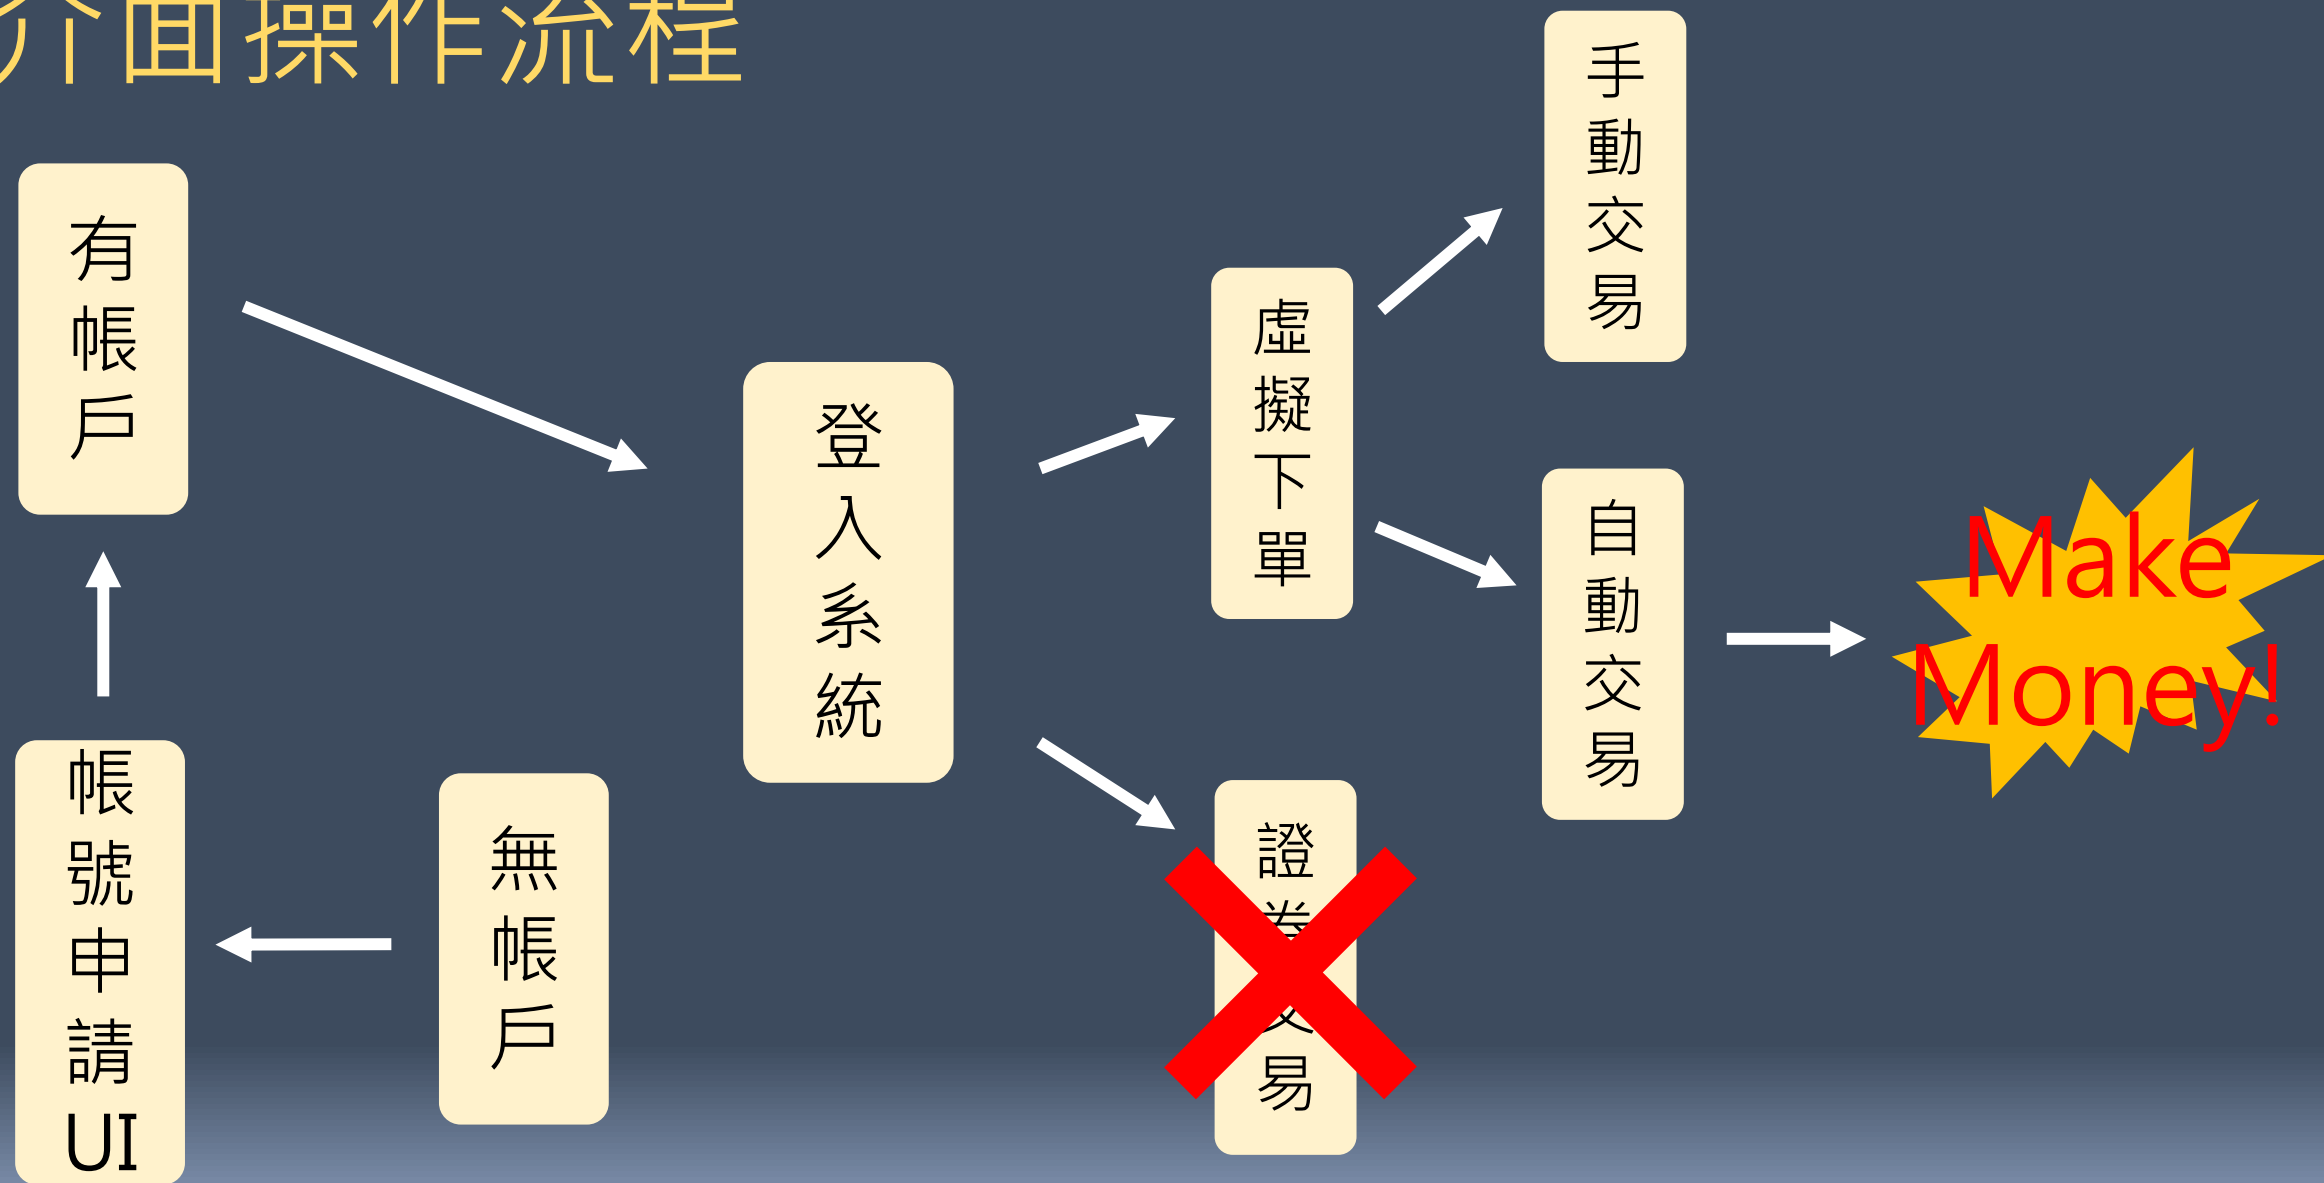 介面操作流程
有帳戶
帳號申請UI
無帳戶
登入系統
虛擬下單
證券交易
手動交易
自動交易
Make
Money!